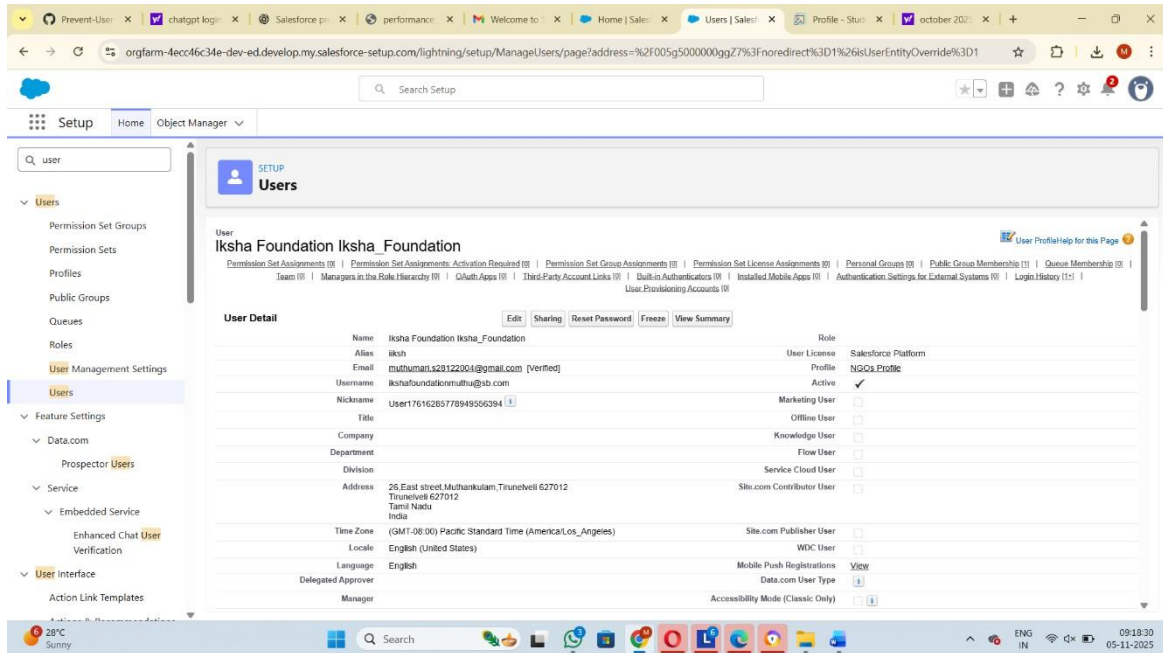 Prevent-User
chatgpt login
Salesforce pr
performance_
Welcome to S
Home | Sales
Users | Salesf
Profile - Stud
october 2025
orgfarm-4ecc46c34e-dev-ed.develop.my.salesforce-setup.com/lightning/setup/ManageUsers/page?address=%2F005g5000000ggZ7%3Fnoredirect%3D1%26isUserEntityOverride%3D1
M
Search Setup
2
Setup Home Object Manager
user
SETUP
Users
Users
Permission Set Groups
Permission Sets
Profiles
Public Groups
Queues
Roles
User Management Settings
Users
Feature Settings
Data.com
Prospector Users
Service
Embedded Service
Enhanced Chat User
Verification
User Interface
Action Link Templates
User
Iksha Foundation Iksha_Foundation
User Profile Help for this Page
Permission Set Assignments [0] | Permission Set Assignments: Activation Required [0] | Permission Set Group Assignments [0] | Permission Set License Assignments [0] | Personal Groups [0] | Public Group Membership [1] | Queue Membership [0] |
Team [0] | Managers in the Role Hierarchy [0] | OAuth Apps [0] | Third-Party Account Links [0] | Built-in Authenticators [0] | Installed Mobile Apps [0] | Authentication Settings for External Systems [0] | Login History [1+] |
User Provisioning Accounts [0]
User Detail Edit Sharing Reset Password Freeze View Summary
Name Iksha Foundation Iksha_Foundation Role
Alias iiksh User License Salesforce Platform
Email muthumari.s28122004@gmail.com [Verified] Profile NGOs Profile
Username ikshafoundationmuthu@sb.com Active
Nickname User17616285778949556394 Marketing User
Title Offline User
Company Knowledge User
Department Flow User
Division Service Cloud User
Address 26,East street,Muthankulam,Tirunelveli 627012 Site.com Contributor User
Tirunelveli 627012
Tamil Nadu
India
Time Zone (GMT-08:00) Pacific Standard Time (America/Los_Angeles) Site.com Publisher User
Locale English (United States) WDC User
Language English Mobile Push Registrations View
Delegated Approver Data.com User Type
Manager Accessibility Mode (Classic Only)
6
28°C
Sunny
Search
ENG
IN
09:18:30
05-11-2025